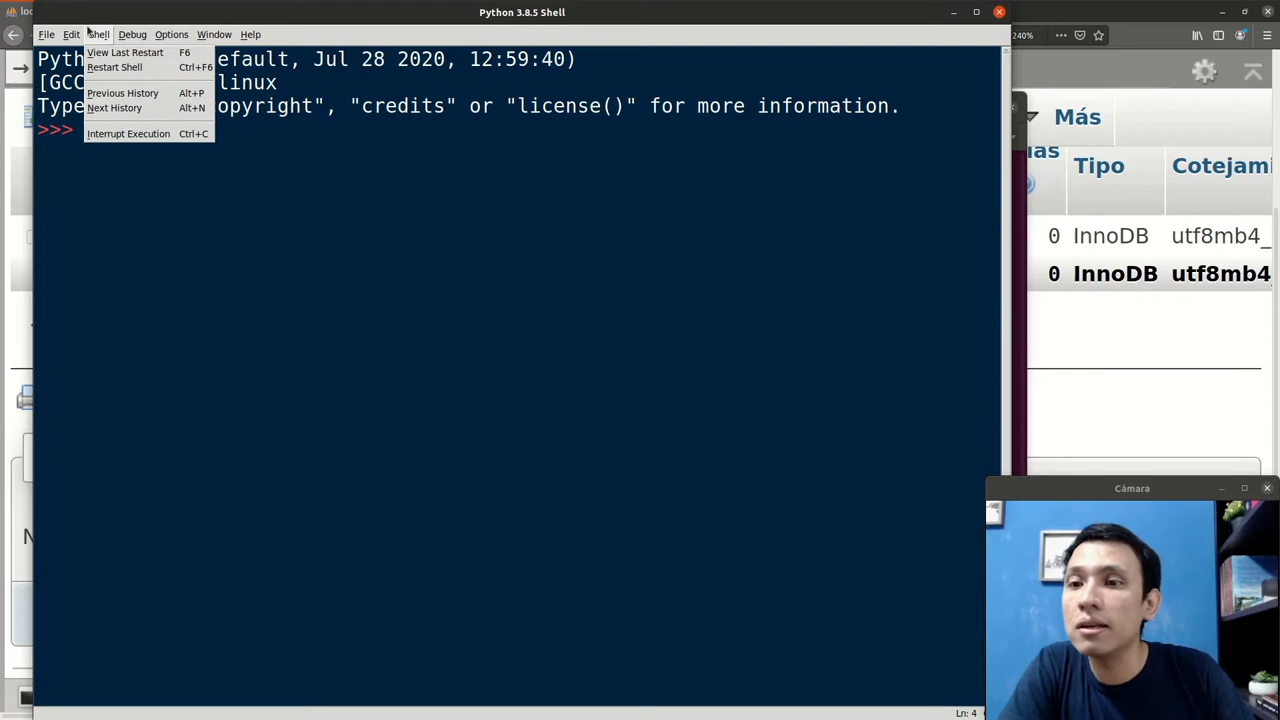 Python 3.8.5 Shell
File Edit Shell Debug Options Window Help
View Last Restart F6
Restart Shell Ctrl+F6
Previous History Alt+P
Next History Alt+N
Interrupt Execution Ctrl+C
Pyth efault, Jul 28 2020, 12:59:40)
[GCC linux
Type opyright", "credits" or "license()" for more information.
>>>
Ln: 4
240%
Más
Tipo Cotejami
0 InnoDB utf8mb4_
0 InnoDB utf8mb4
Cámara